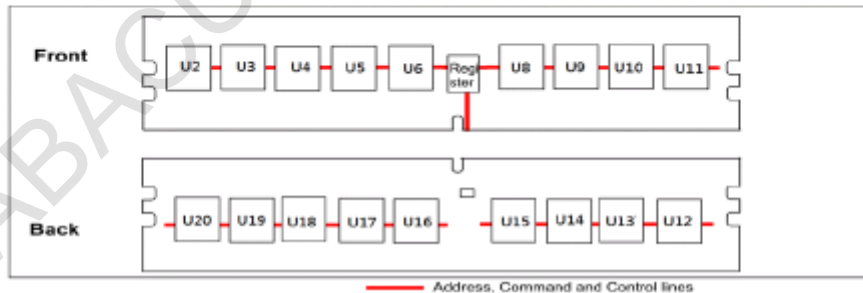 ABACUS
Front
U2 U3 U4 U5 U6 Regi
ster U8 U9 U10 U11
Back
U20 U19 U18 U17 U16 U15 U14 U13 U12
Address, Command and Control lines